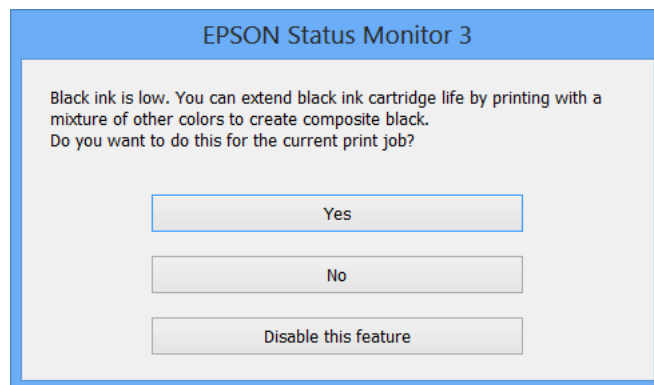 EPSON Status Monitor 3
Black ink is low. You can extend black ink cartridge life by printing with a
mixture of other colors to create composite black.
Do you want to do this for the current print job?
Yes
No
Disable this feature